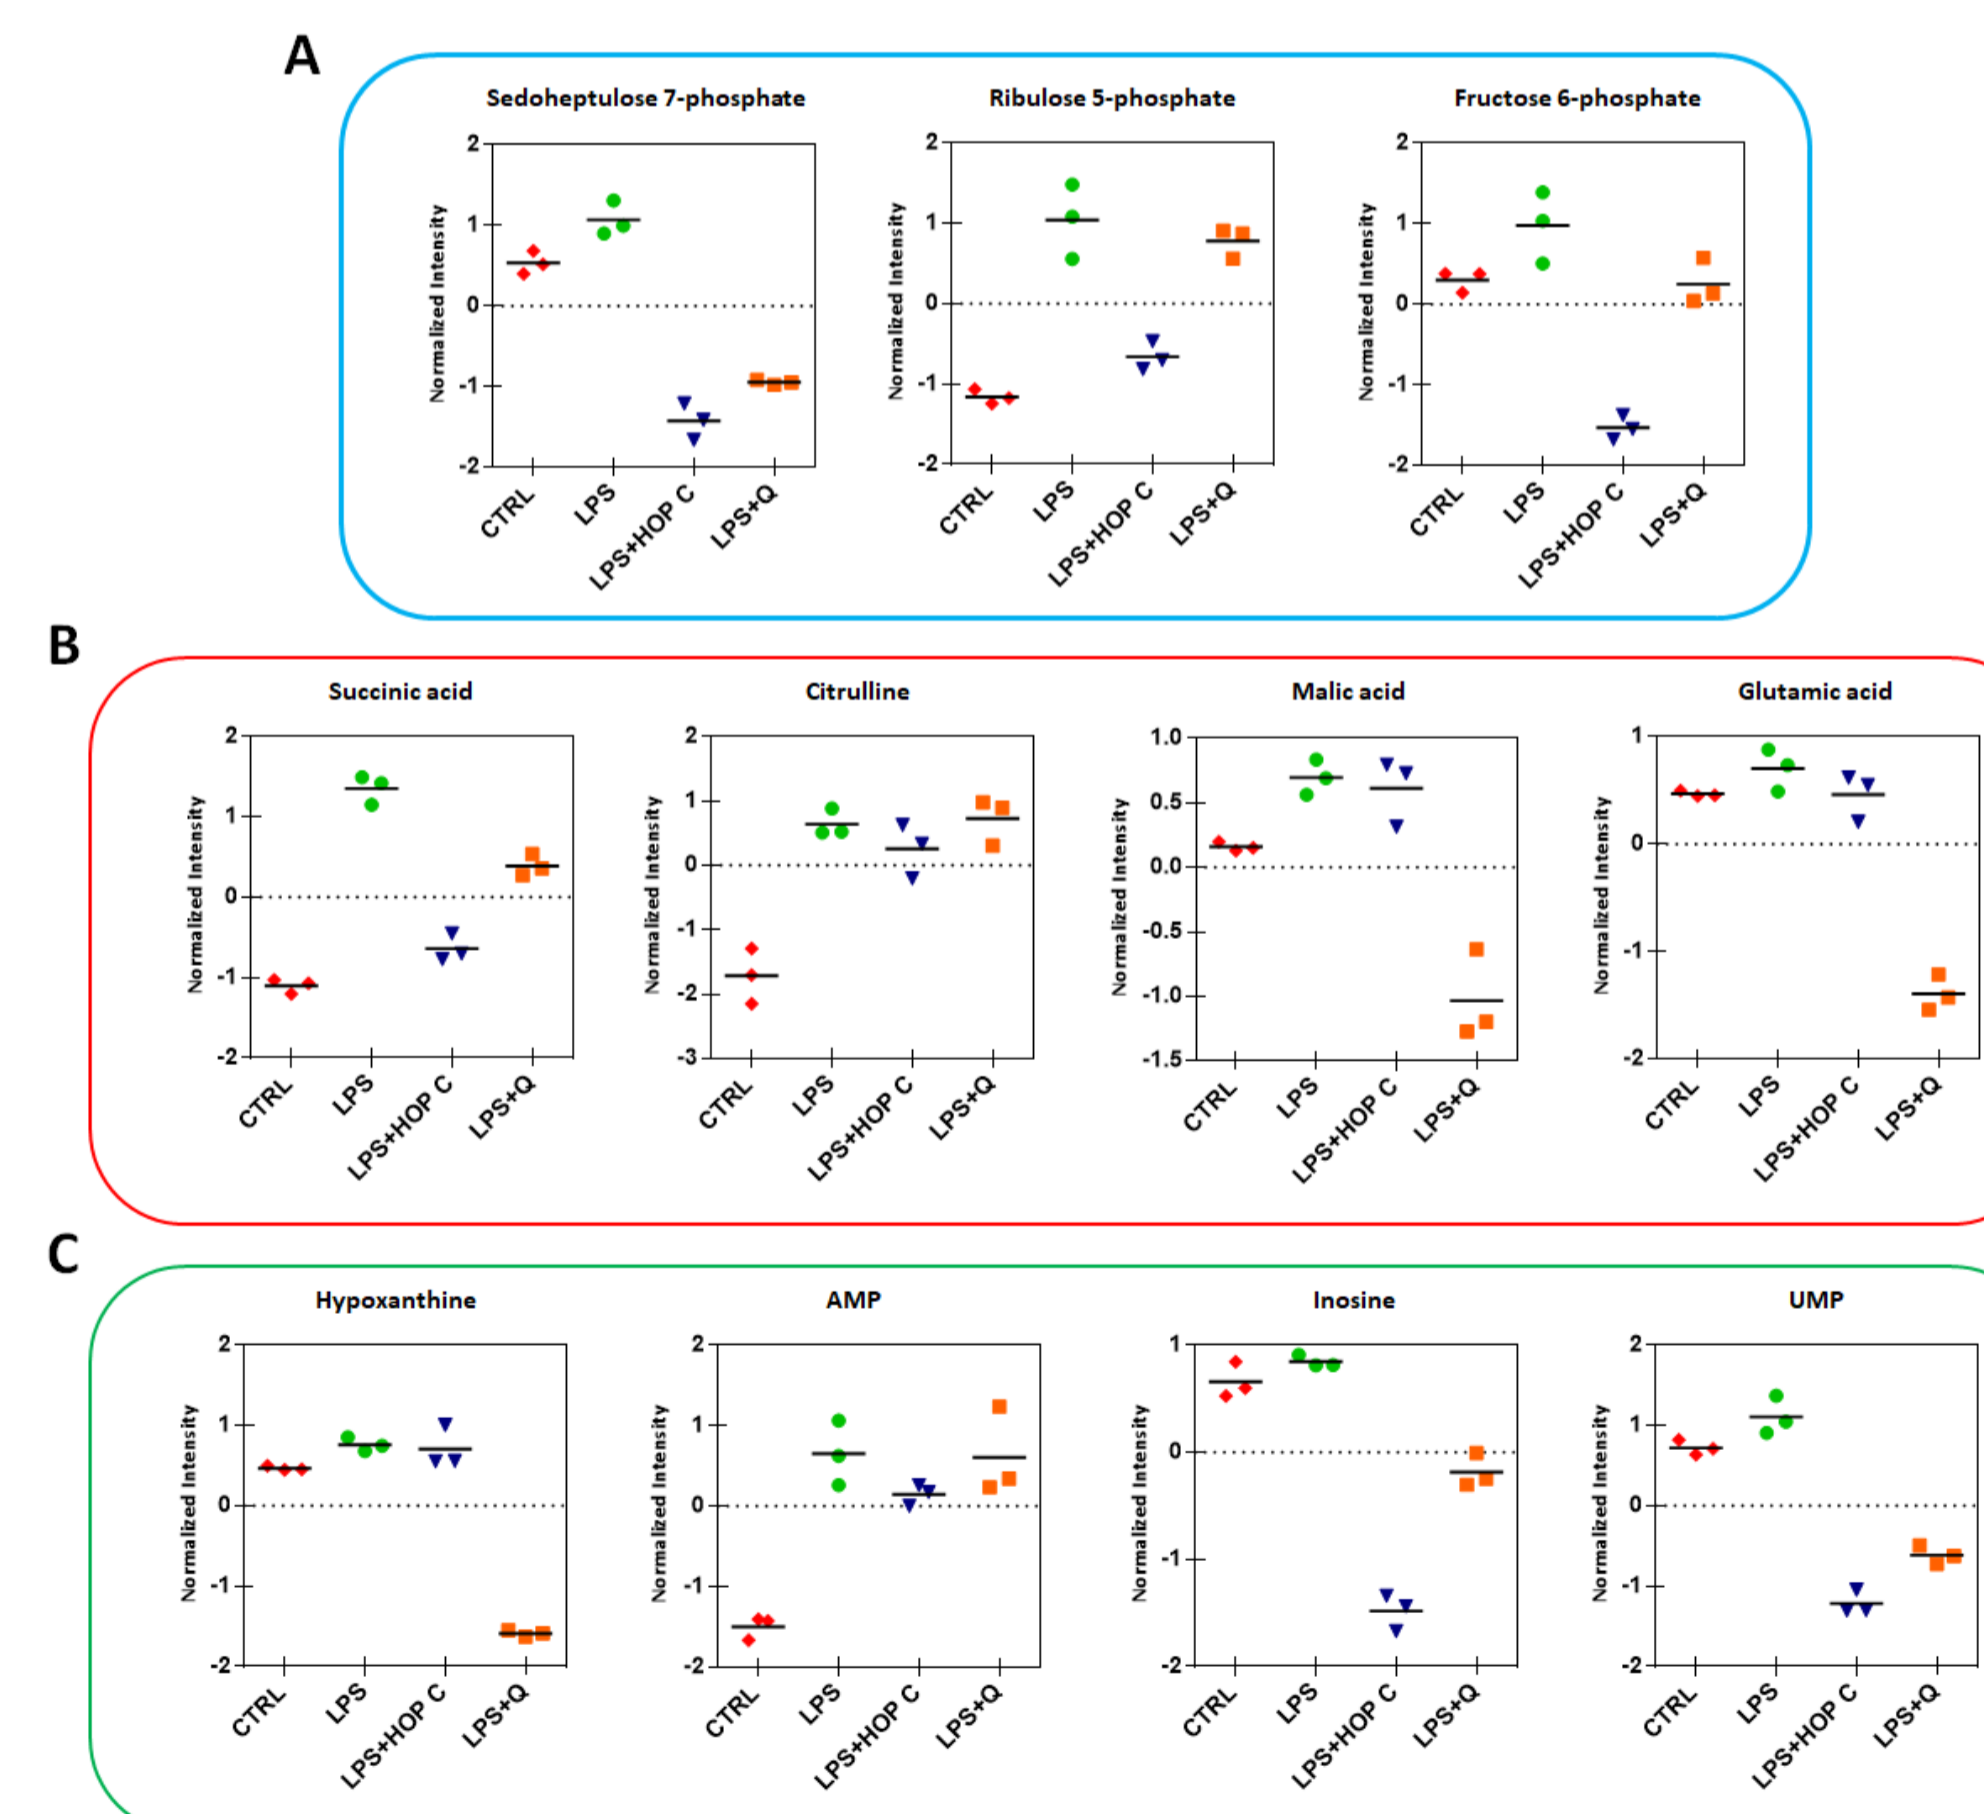 A
Sedoheptulose 7-phosphate
Normalized Intensity
2
1
0
-1
-2
CTRL
LPS
LPS+HOP C
LPS+Q
Ribulose 5-phosphate
Normalized Intensity
2
1
0
-1
-2
CTRL
LPS
LPS+HOP C
LPS+Q
Fructose 6-phosphate
Normalized Intensity
2
1
0
-1
-2
CTRL
LPS
LPS+HOP C
LPS+Q
B
Succinic acid
Normalized Intensity
2
1
0
-1
-2
CTRL
LPS
LPS+HOP C
LPS+Q
Citrulline
Normalized Intensity
2
1
0
-1
-2
-3
CTRL
LPS
LPS+HOP C
LPS+Q
Malic acid
Normalized Intensity
1.0
0.5
0.0
-0.5
-1.0
-1.5
CTRL
LPS
LPS+HOP C
LPS+Q
Glutamic acid
Normalized Intensity
1
0
-1
-2
CTRL
LPS
LPS+HOP C
LPS+Q
C
Hypoxanthine
Normalized Intensity
2
1
0
-1
-2
CTRL
LPS
LPS+HOP C
LPS+Q
AMP
Normalized Intensity
2
1
0
-1
-2
CTRL
LPS
LPS+HOP C
LPS+Q
Inosine
Normalized Intensity
1
0
-1
-2
CTRL
LPS
LPS+HOP C
LPS+Q
UMP
Normalized Intensity
2
1
0
-1
-2
CTRL
LPS
LPS+HOP C
LPS+Q